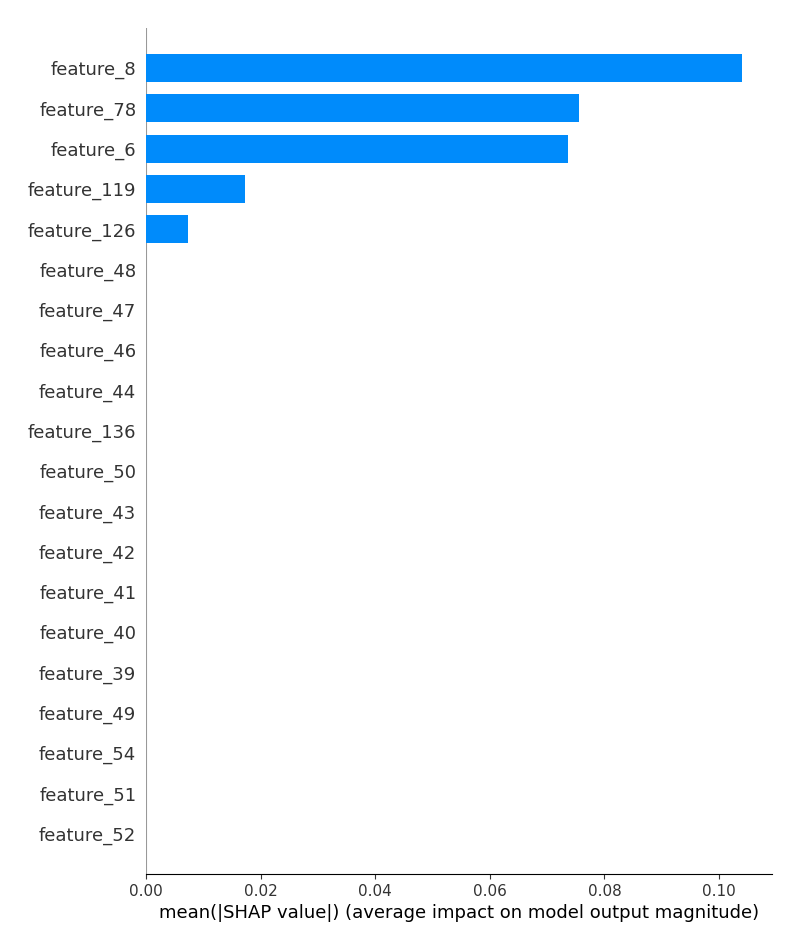 feature_8
feature_78
feature_6
feature_119
feature_126
feature_48
feature_47
feature_46
feature_44
feature_136
feature_50
feature_43
feature_42
feature_41
feature_40
feature_39
feature_49
feature_54
feature_51
feature_52
0.00 0.02 0.04 0.06 0.08 0.10
mean(|SHAP value|) (average impact on model output magnitude)